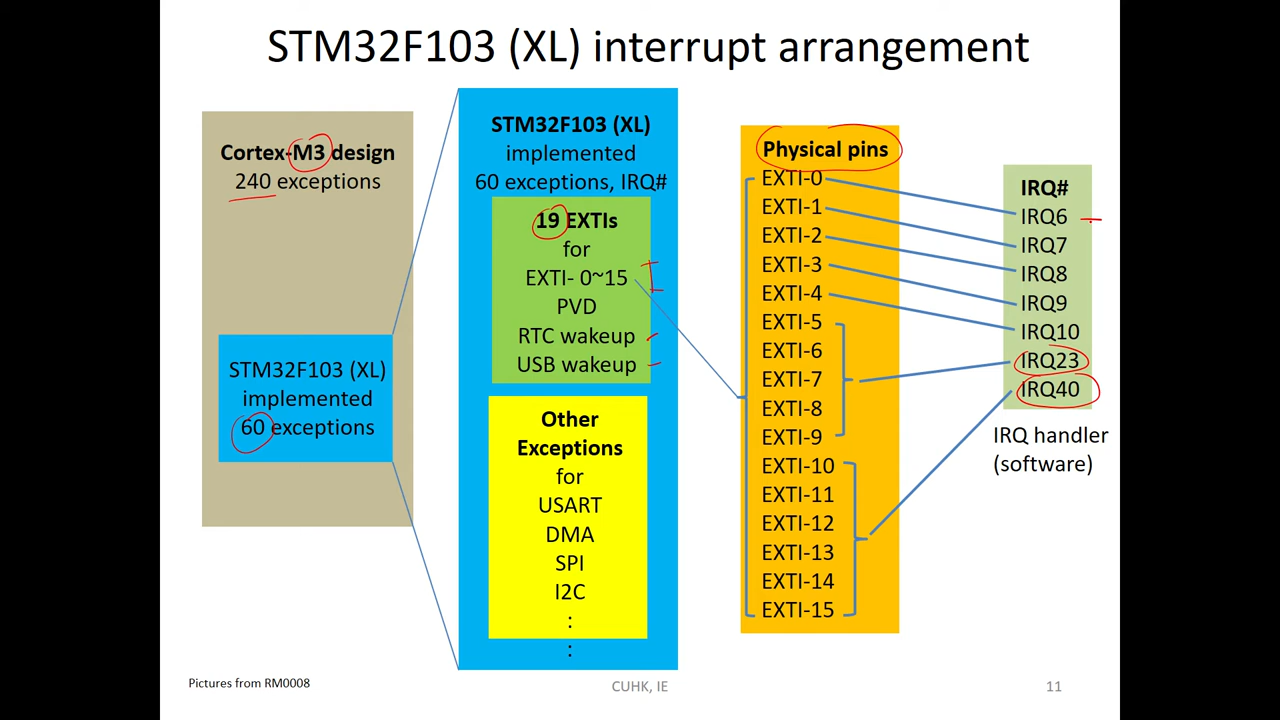 STM32F103 (XL) interrupt arrangement
Cortex-M3 design
240 exceptions
STM32F103 (XL)
implemented
60 exceptions
STM32F103 (XL)
implemented
60 exceptions, IRQ#
19 EXTIs
for
EXTI- 0~15
PVD
RTC wakeup
USB wakeup
Other
Exceptions
for
USART
DMA
SPI
I2C
:
:
Physical pins
EXTI-0
EXTI-1
EXTI-2
EXTI-3
EXTI-4
EXTI-5
EXTI-6
EXTI-7
EXTI-8
EXTI-9
EXTI-10
EXTI-11
EXTI-12
EXTI-13
EXTI-14
EXTI-15
IRQ#
IRQ6
IRQ7
IRQ8
IRQ9
IRQ10
IRQ23
IRQ40
IRQ handler
(software)
Pictures from RM0008
CUHK, IE
11